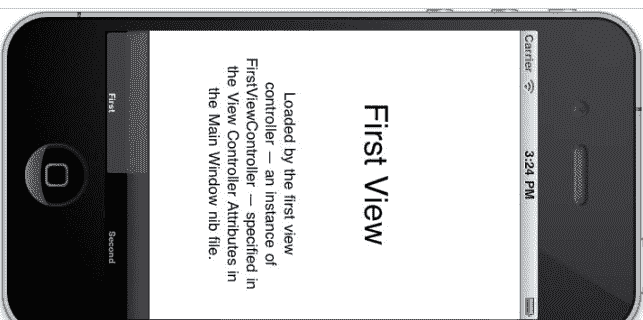 Carrier 3:24 PM
First View
Loaded by the first view
controller — an instance of
FirstViewController — specified in
the View Controller Attributes in
the Main Window nib file.
First Second